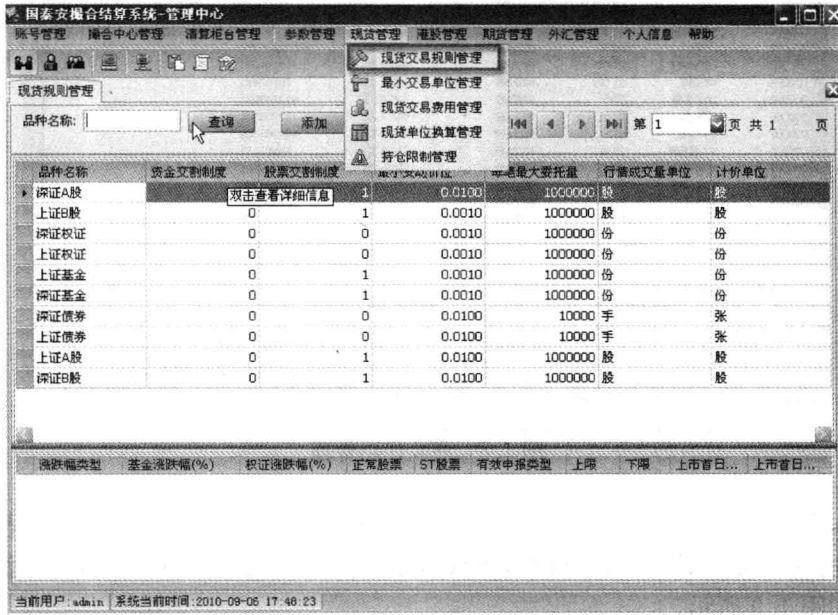 国泰安撮合结算系统-管理中心
账号管理 撮合中心管理 清算柜台管理 参数管理 现货管理 港股管理 期货管理 外汇管理 个人信息 帮助
现货交易规则管理
最小交易单位管理
现货交易费用管理
现货单位换算管理
持仓限制管理
现货规则管理
品种名称: 查询 添加 第 1 页 共 1 页
品种名称 资金交割制度 股票交割制度 最小变动价位 每笔最大委托量 行情成交量单位 计价单位
深证A股 双击查看详细信息 1 0.0100 1000000 股 股
上证B股 0 1 0.0010 1000000 股 股
深证权证 0 0 0.0010 1000000 份 份
上证权证 0 0 0.0010 1000000 份 份
上证基金 0 1 0.0010 1000000 份 份
深证基金 0 1 0.0010 1000000 份 份
深证债券 0 0 0.0100 10000 手 张
上证债券 0 0 0.0100 10000 手 张
上证A股 0 1 0.0100 1000000 股 股
深证B股 0 1 0.0100 1000000 股 股
涨跌幅类型 基金涨跌幅(%) 权证涨跌幅(%) 正常股票 ST股票 有效申报类型 上限 下限 上市首日... 上市首日...
当前用户:admin 系统当前时间:2010-09-06 17:48:23